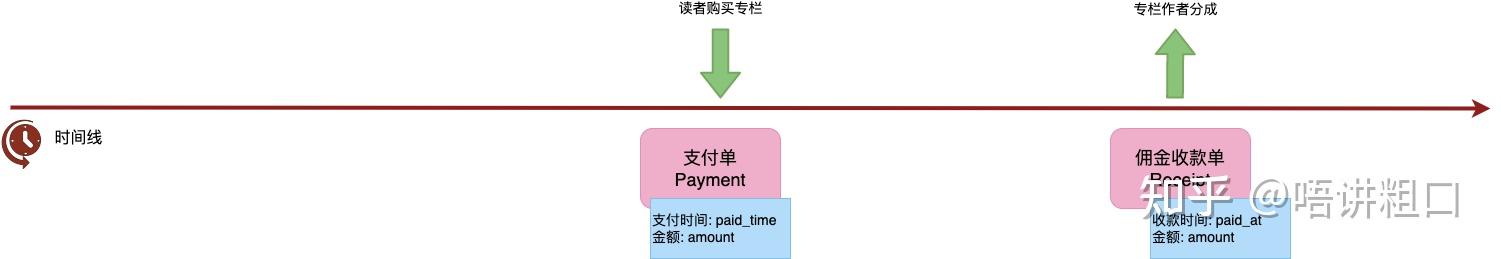 读者购买专栏
专栏作者分成
时间线
支付单
Payment
佣金收款单
Receipt
知乎 @唔讲粗口
支付时间: paid_time
金额: amount
收款时间: paid_at
金额: amount